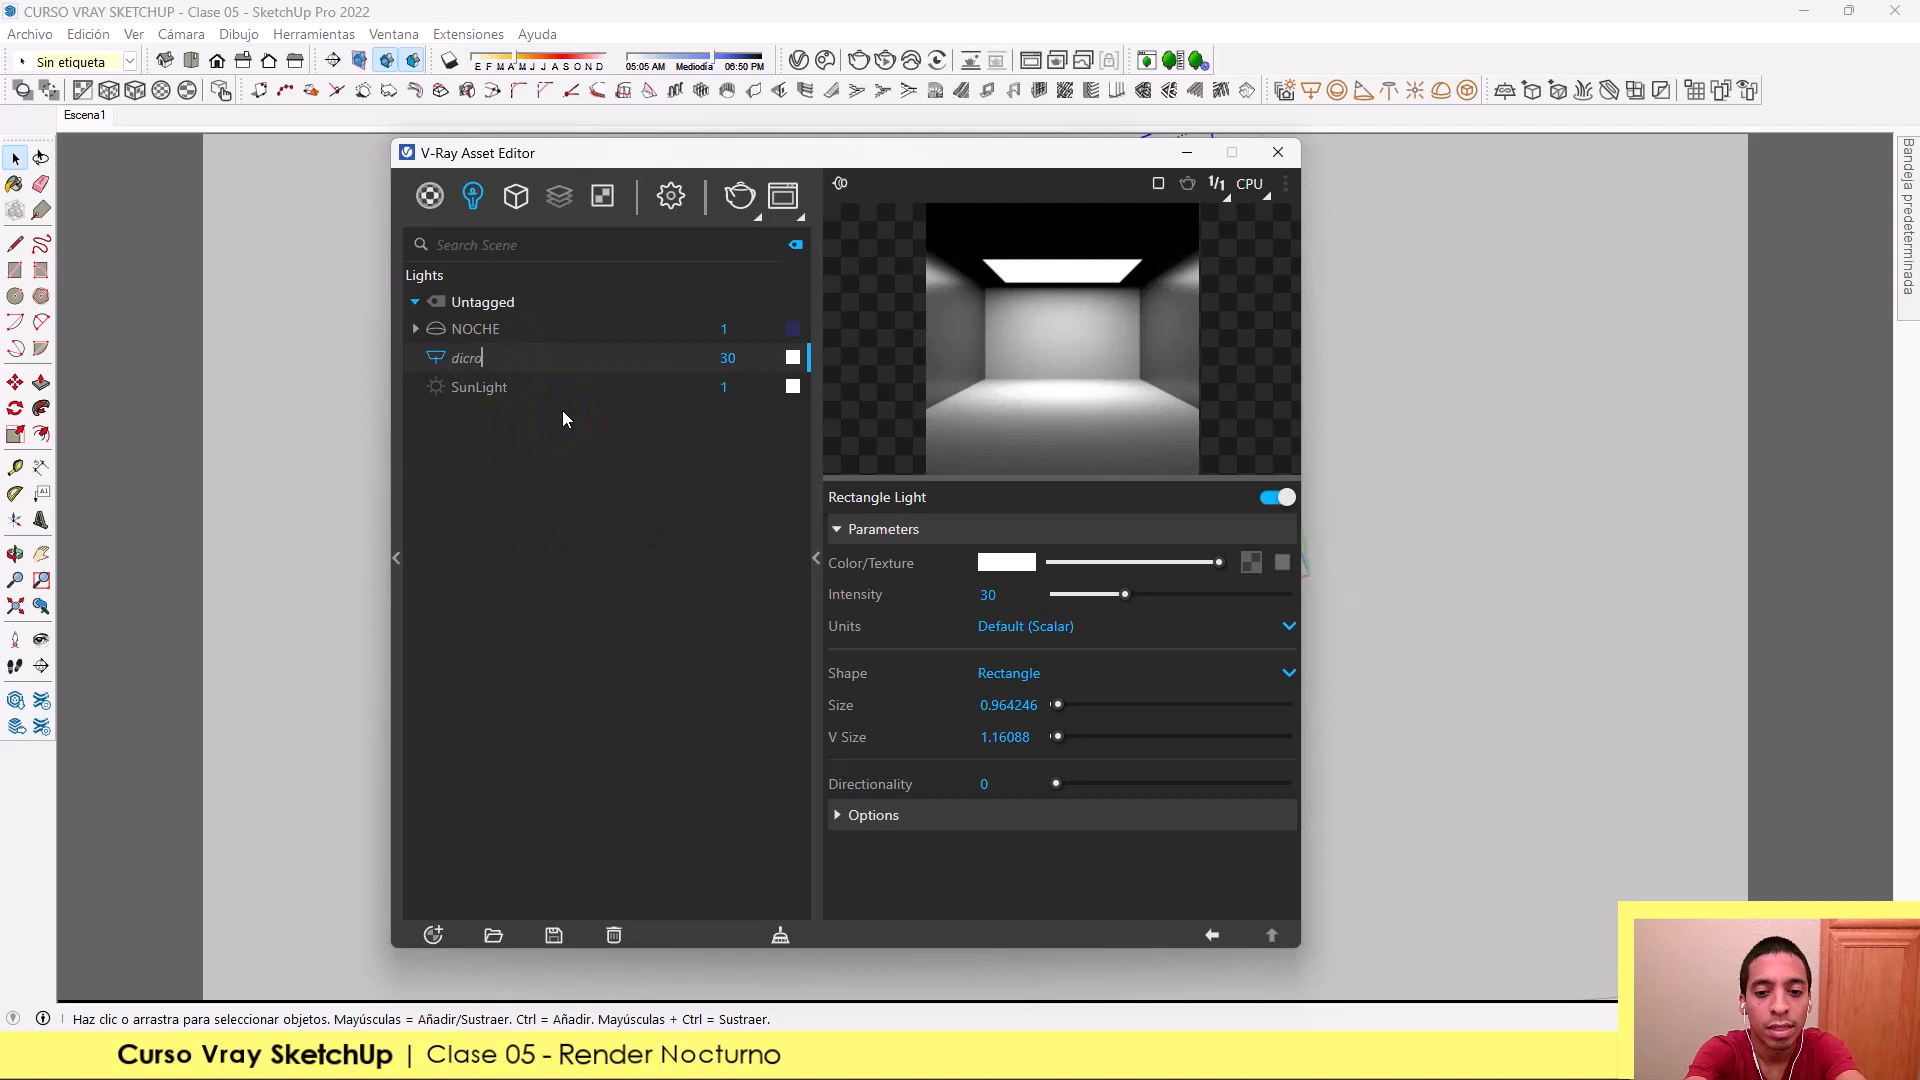 CURSO VRAY SKETCHUP - Clase 05 - SketchUp Pro 2022
Archivo Edición Ver Cámara Dibujo Herramientas Ventana Extensiones Ayuda
Sin etiqueta
E F M A M J J A S O N D
05:05 AM Mediodía 06:50 PM
Escena1
Bandeja predeterminada
V-Ray Asset Editor
1/1 CPU
Search Scene
Lights
Untagged
NOCHE 1
dicro 30
SunLight 1
Rectangle Light
Parameters
Color/Texture
Intensity 30
Units Default (Scalar)
Shape Rectangle
Size 0.964246
V Size 1.16088
Directionality 0
Options
Haz clic o arrastra para seleccionar objetos. Mayúsculas = Añadir/Sustraer. Ctrl = Añadir. Mayúsculas + Ctrl = Sustraer.
Curso Vray SketchUp | Clase 05 - Render Nocturno